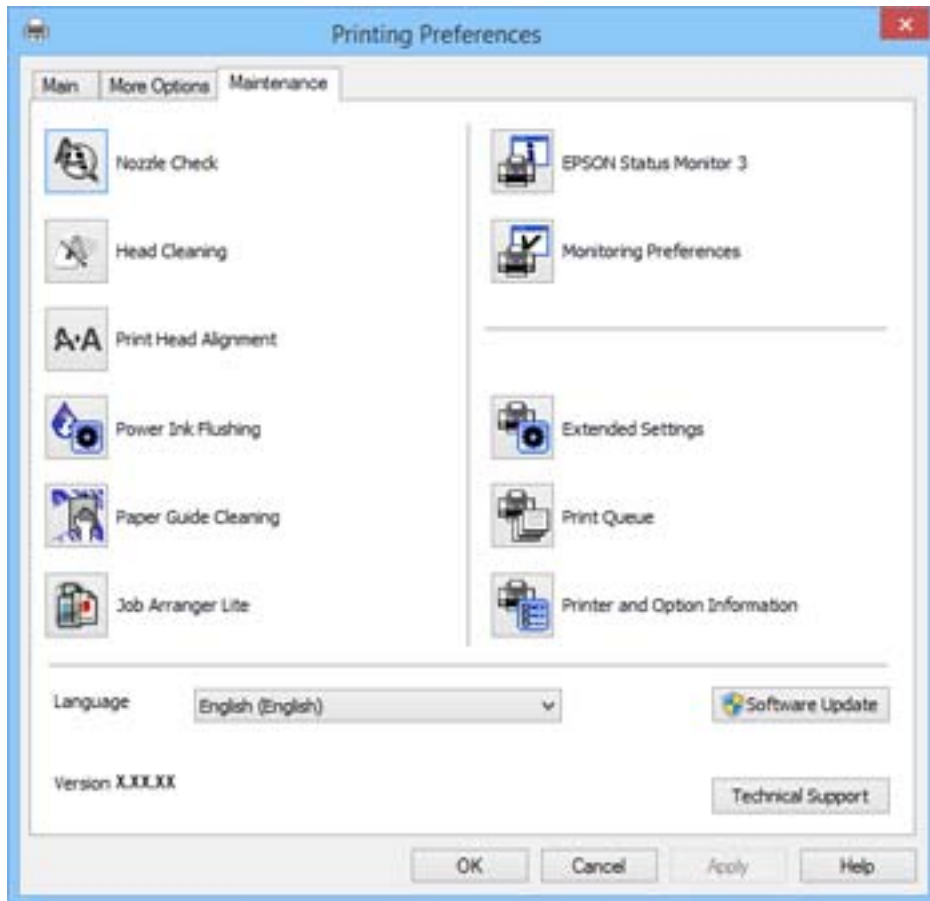 Printing Preferences
Main
More Options
Maintenance
Nozzle Check
Head Cleaning
A·A Print Head Alignment
Power Ink Flushing
Paper Guide Cleaning
Job Arranger Lite
EPSON Status Monitor 3
Monitoring Preferences
Extended Settings
Print Queue
Printer and Option Information
Language
English (English)
Software Update
Version X.XX.XX
Technical Support
OK
Cancel
Apply
Help